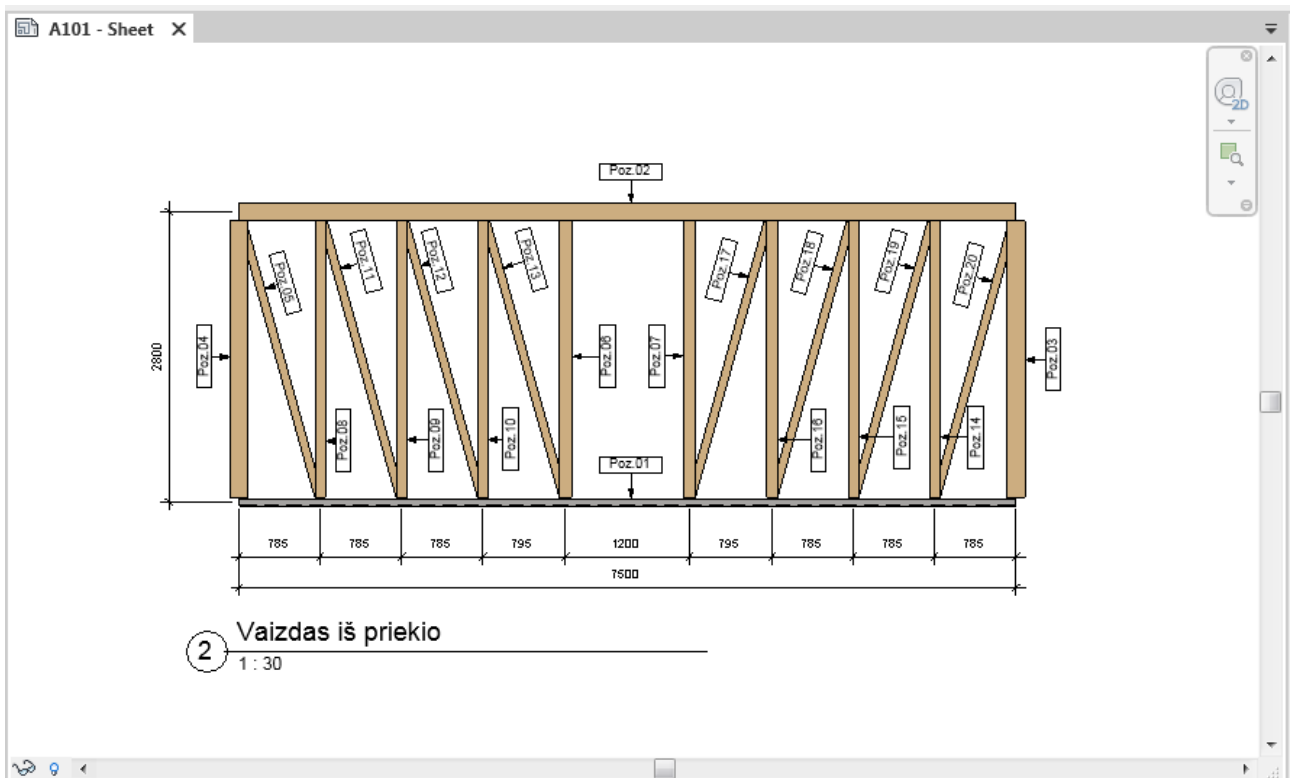 A101 - Sheet
2D
Poz.02
Poz.05
Poz.11
Poz.12
Poz.13
Poz.17
Poz.18
Poz.19
Poz.20
2800
Poz.04
Poz.06
Poz.07
Poz.03
Poz.08
Poz.09
Poz.10
Poz.16
Poz.15
Poz.14
Poz.01
785 785 785 795 1200 795 785 785 785
7500
2 Vaizdas iš priekio
1 : 30